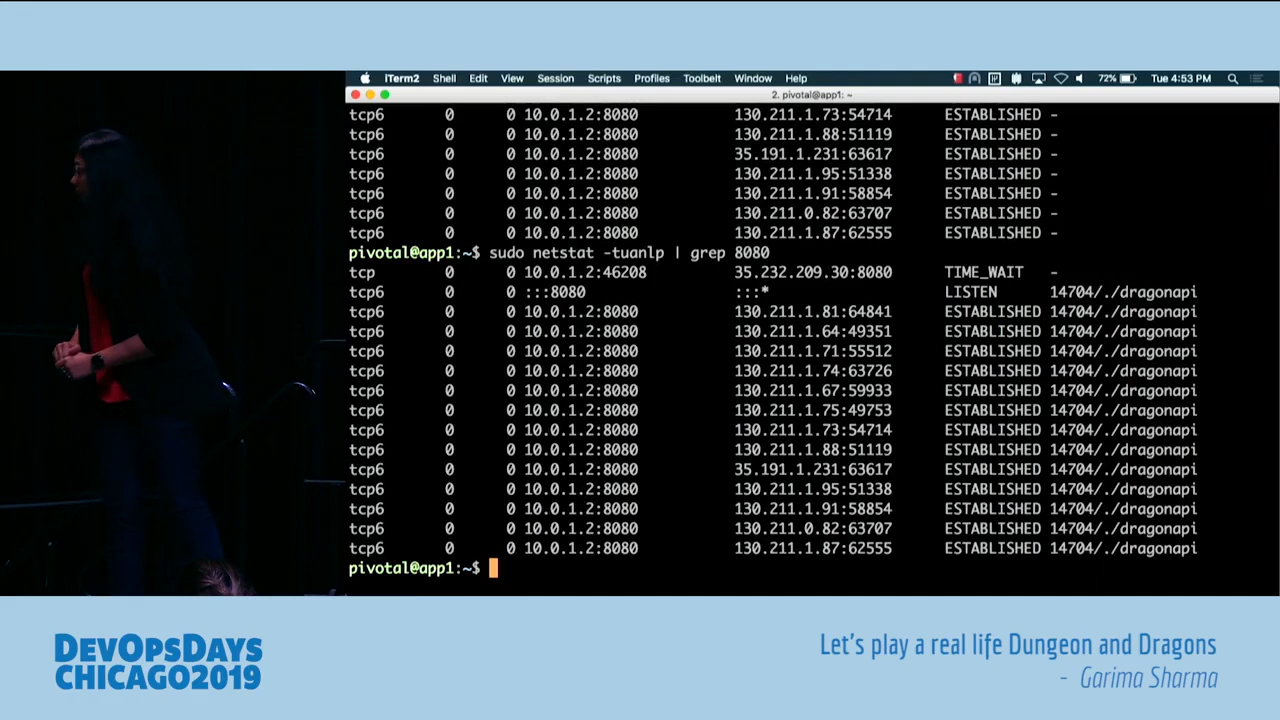 iTerm2 Shell Edit View Session Scripts Profiles Toolbelt Window Help 72% Tue 4:53 PM
2. pivotal@app1: ~
tcp6 0 0 10.0.1.2:8080 130.211.1.73:54714 ESTABLISHED -
tcp6 0 0 10.0.1.2:8080 130.211.1.88:51119 ESTABLISHED -
tcp6 0 0 10.0.1.2:8080 35.191.1.231:63617 ESTABLISHED -
tcp6 0 0 10.0.1.2:8080 130.211.1.95:51338 ESTABLISHED -
tcp6 0 0 10.0.1.2:8080 130.211.1.91:58854 ESTABLISHED -
tcp6 0 0 10.0.1.2:8080 130.211.0.82:63707 ESTABLISHED -
tcp6 0 0 10.0.1.2:8080 130.211.1.87:62555 ESTABLISHED -
pivotal@app1:~$ sudo netstat -tuanlp | grep 8080
tcp 0 0 10.0.1.2:46208 35.232.209.30:8080 TIME_WAIT -
tcp6 0 0 :::8080 :::* LISTEN 14704/./dragonapi
tcp6 0 0 10.0.1.2:8080 130.211.1.81:64841 ESTABLISHED 14704/./dragonapi
tcp6 0 0 10.0.1.2:8080 130.211.1.64:49351 ESTABLISHED 14704/./dragonapi
tcp6 0 0 10.0.1.2:8080 130.211.1.71:55512 ESTABLISHED 14704/./dragonapi
tcp6 0 0 10.0.1.2:8080 130.211.1.74:63726 ESTABLISHED 14704/./dragonapi
tcp6 0 0 10.0.1.2:8080 130.211.1.67:59933 ESTABLISHED 14704/./dragonapi
tcp6 0 0 10.0.1.2:8080 130.211.1.75:49753 ESTABLISHED 14704/./dragonapi
tcp6 0 0 10.0.1.2:8080 130.211.1.73:54714 ESTABLISHED 14704/./dragonapi
tcp6 0 0 10.0.1.2:8080 130.211.1.88:51119 ESTABLISHED 14704/./dragonapi
tcp6 0 0 10.0.1.2:8080 35.191.1.231:63617 ESTABLISHED 14704/./dragonapi
tcp6 0 0 10.0.1.2:8080 130.211.1.95:51338 ESTABLISHED 14704/./dragonapi
tcp6 0 0 10.0.1.2:8080 130.211.1.91:58854 ESTABLISHED 14704/./dragonapi
tcp6 0 0 10.0.1.2:8080 130.211.0.82:63707 ESTABLISHED 14704/./dragonapi
tcp6 0 0 10.0.1.2:8080 130.211.1.87:62555 ESTABLISHED 14704/./dragonapi
pivotal@app1:~$
DEVOPSDAYS
CHICAGO2019
Let's play a real life Dungeon and Dragons
- Garima Sharma